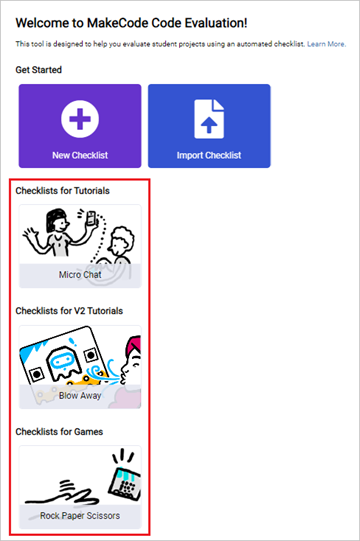 Welcome to MakeCode Code Evaluation!
This tool is designed to help you evaluate student projects using an automated checklist. Learn More.
Get Started
New Checklist
Import Checklist
Checklists for Tutorials
Micro Chat
Checklists for V2 Tutorials
Blow Away
Checklists for Games
Rock Paper Scissors